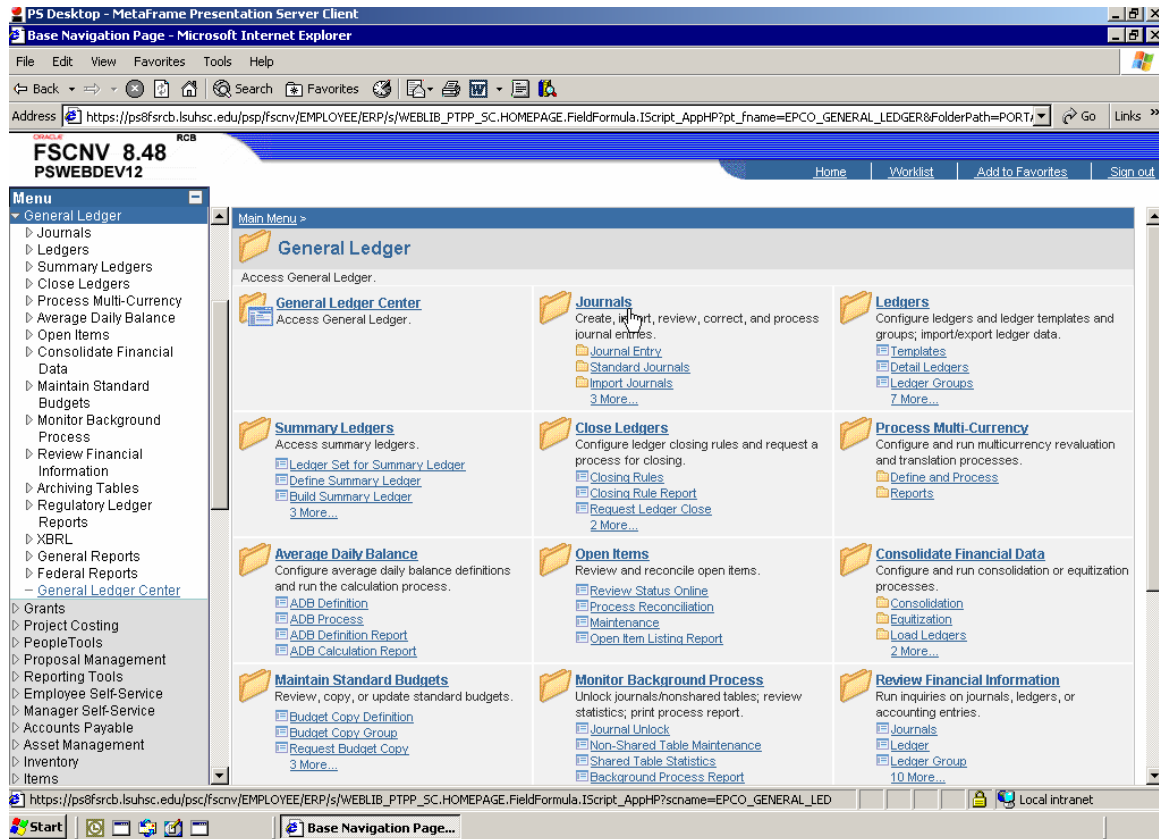 PS Desktop - MetaFrame Presentation Server Client
Base Navigation Page - Microsoft Internet Explorer
File Edit View Favorites Tools Help
Back Search Favorites
Address https://ps8fsrcb.lsuhsc.edu/psp/fscnv/EMPLOYEE/ERP/s/WEBLIB_PTPP_SC.HOMEPAGE.FieldFormula.IScript_AppHP?pt_fname=EPCO_GENERAL_LEDGER&FolderPath=PORT Go Links »
ORACLE RCB
FSCNV 8.48
PSWEBDEV12
Home Worklist Add to Favorites Sign out
Menu
General Ledger
Journals
Ledgers
Summary Ledgers
Close Ledgers
Process Multi-Currency
Average Daily Balance
Open Items
Consolidate Financial
Data
Maintain Standard
Budgets
Monitor Background
Process
Review Financial
Information
Archiving Tables
Regulatory Ledger
Reports
XBRL
General Reports
Federal Reports
General Ledger Center
Grants
Project Costing
PeopleTools
Proposal Management
Reporting Tools
Employee Self-Service
Manager Self-Service
Accounts Payable
Asset Management
Inventory
Items
Main Menu >
General Ledger
Access General Ledger.
General Ledger Center
Access General Ledger.
Journals
Create, import, review, correct, and process
journal entries.
Journal Entry
Standard Journals
Import Journals
3 More...
Ledgers
Configure ledgers and ledger templates and
groups; import/export ledger data.
Templates
Detail Ledgers
Ledger Groups
7 More...
Summary Ledgers
Access summary ledgers.
Ledger Set for Summary Ledger
Define Summary Ledger
Build Summary Ledger
3 More...
Close Ledgers
Configure ledger closing rules and request a
process for closing.
Closing Rules
Closing Rule Report
Request Ledger Close
2 More...
Process Multi-Currency
Configure and run multicurrency revaluation
and translation processes.
Define and Process
Reports
Average Daily Balance
Configure average daily balance definitions
and run the calculation process.
ADB Definition
ADB Process
ADB Definition Report
ADB Calculation Report
Open Items
Review and reconcile open items.
Review Status Online
Process Reconciliation
Maintenance
Open Item Listing Report
Consolidate Financial Data
Configure and run consolidation or equitization
processes.
Consolidation
Equitization
Load Ledgers
2 More...
Maintain Standard Budgets
Review, copy, or update standard budgets.
Budget Copy Definition
Budget Copy Group
Request Budget Copy
3 More...
Monitor Background Process
Unlock journals/nonshared tables; review
statistics; print process report.
Journal Unlock
Non-Shared Table Maintenance
Shared Table Statistics
Background Process Report
Review Financial Information
Run inquiries on journals, ledgers, or
accounting entries.
Journals
Ledger
Ledger Group
10 More...
https://ps8fsrcb.lsuhsc.edu/psc/fscnv/EMPLOYEE/ERP/s/WEBLIB_PTPP_SC.HOMEPAGE.FieldFormula.IScript_AppHP?scname=EPCO_GENERAL_LED Local intranet
Start Base Navigation Page...